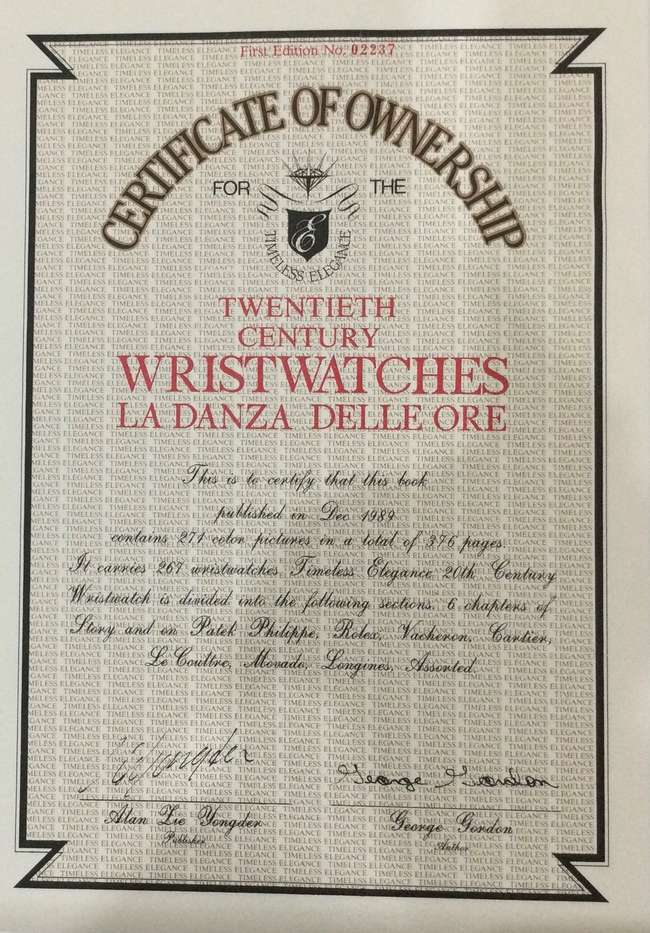 First Edition No. 02237
CERTIFICATE OF OWNERSHIP
FOR THE
E
TIMELESS ELEGANCE
TWENTIETH
CENTURY
WRISTWATCHES
LA DANZA DELLE ORE
This is to certify that this book
published in Dec 1989
contains 271 color pictures in a total of 376 pages.
It carries 267 wristwatches. Timeless Elegance 20th Century
Wristwatch is divided into the following sections. 6 chapters of
Story and on Patek Philippe, Rolex, Vacheron, Cartier,
Le Coultre, Movado, Longines, Assorted.
George Gordon
Alan Zie Yongder
George Gordon
Publisher
Author